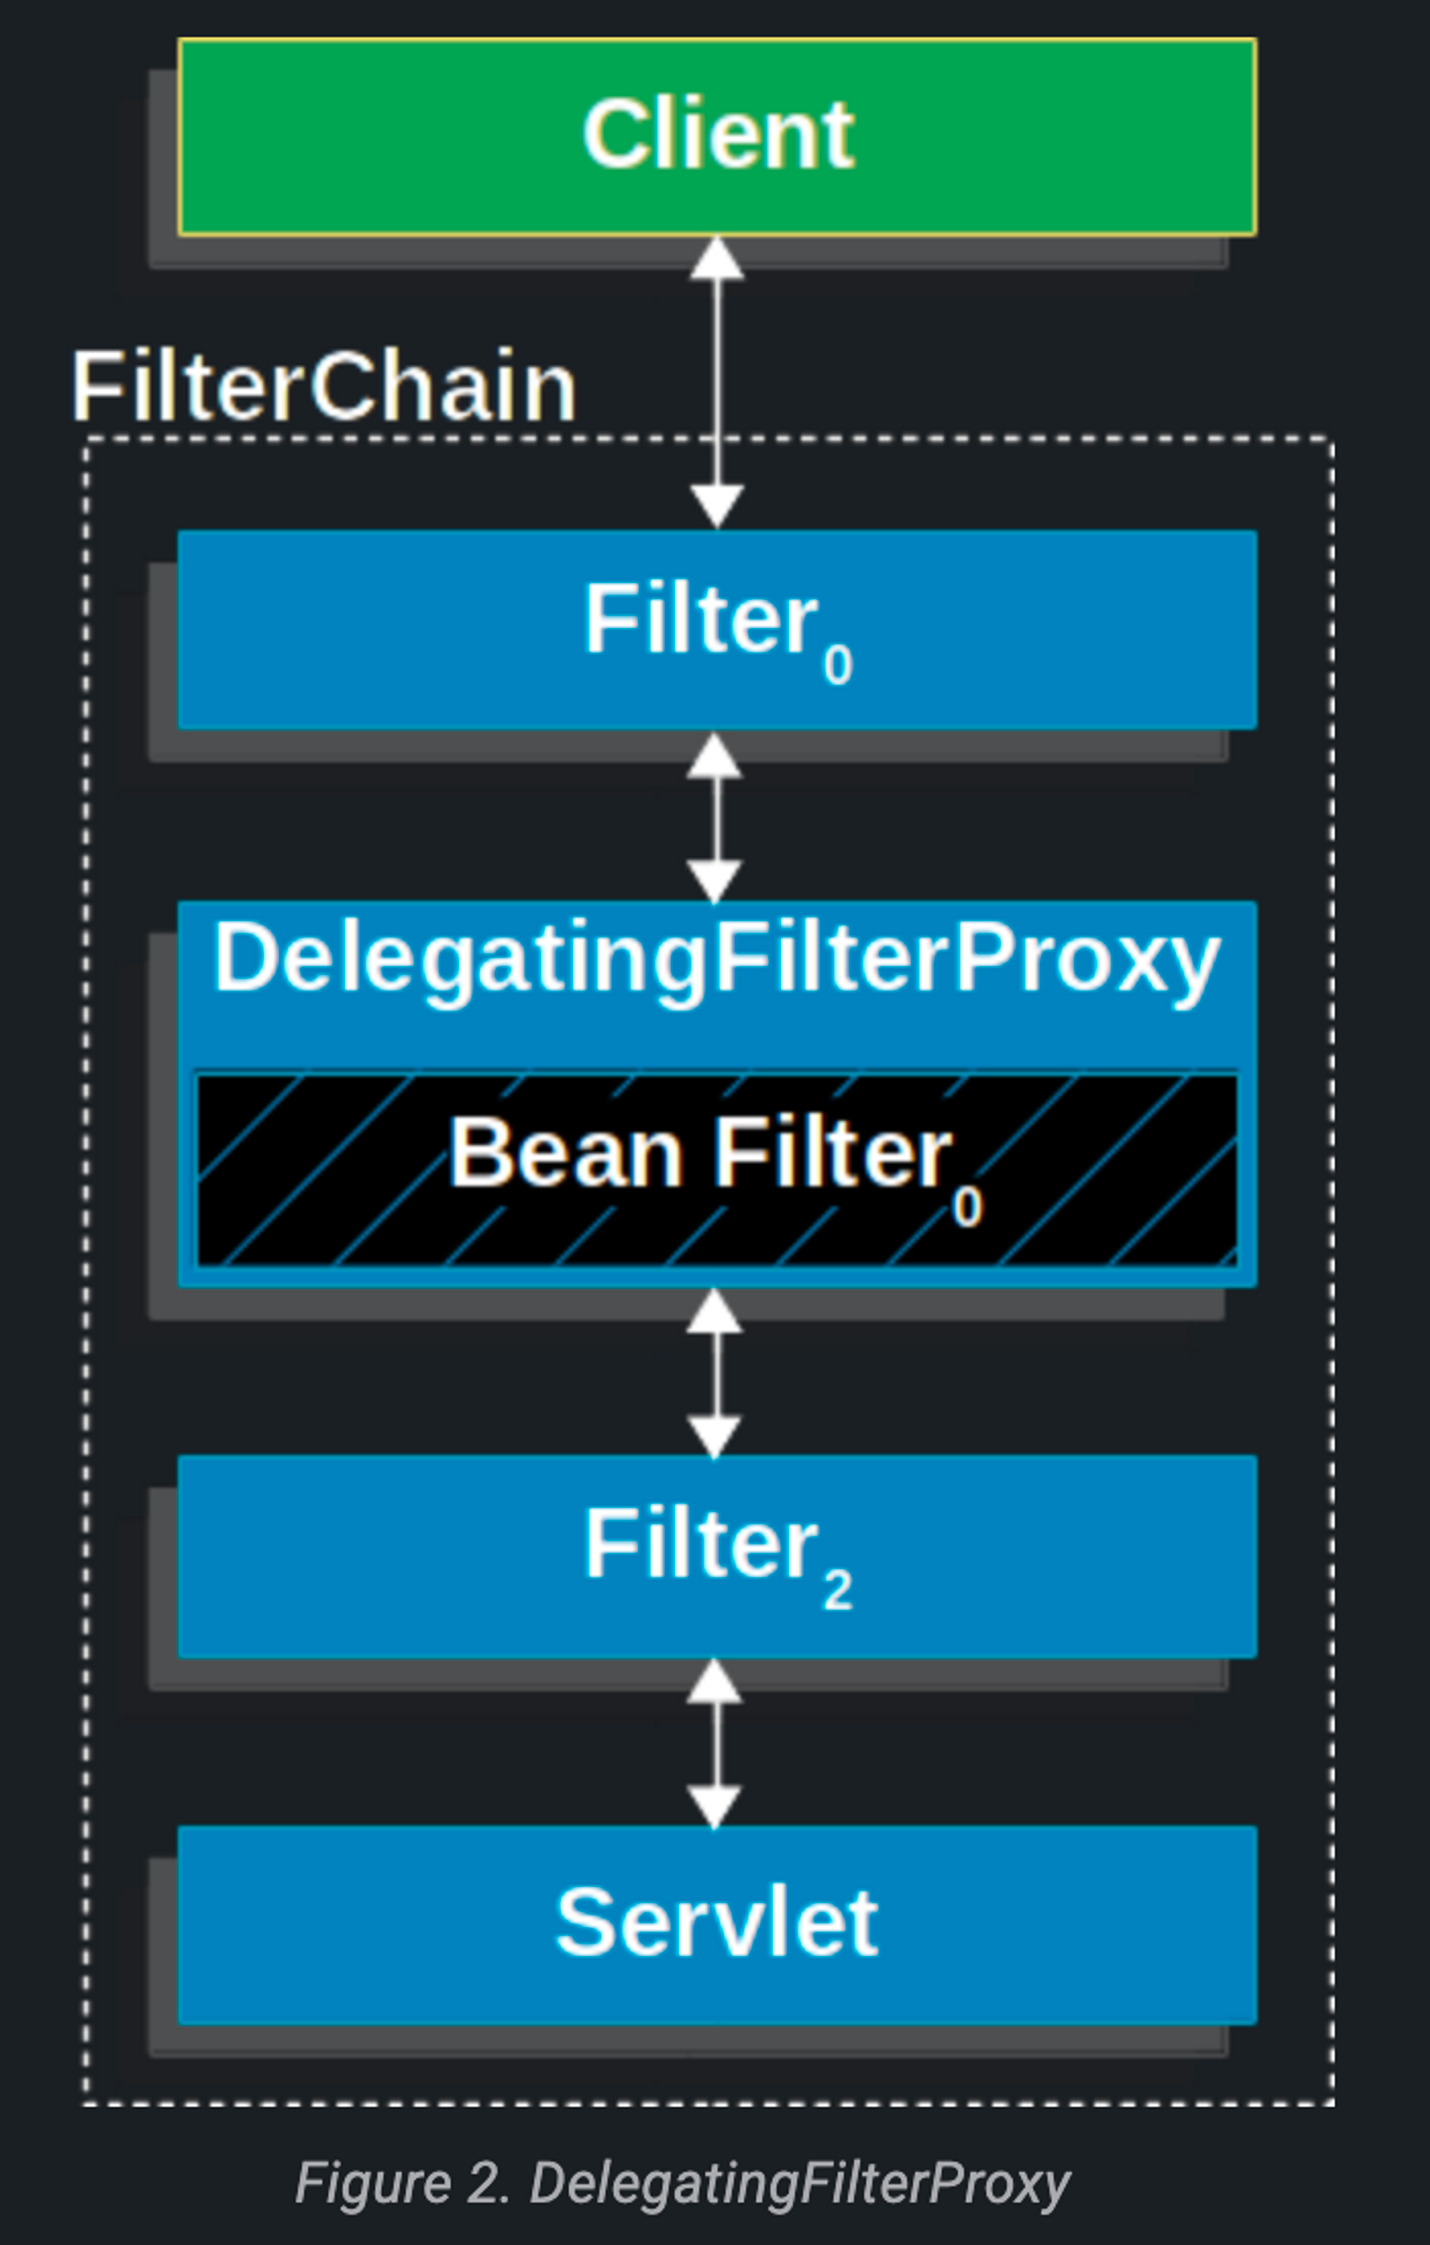 Client
FilterChain
Filter0
DelegatingFilterProxy
Bean Filter0
Filter2
Servlet
Figure 2. DelegatingFilterProxy